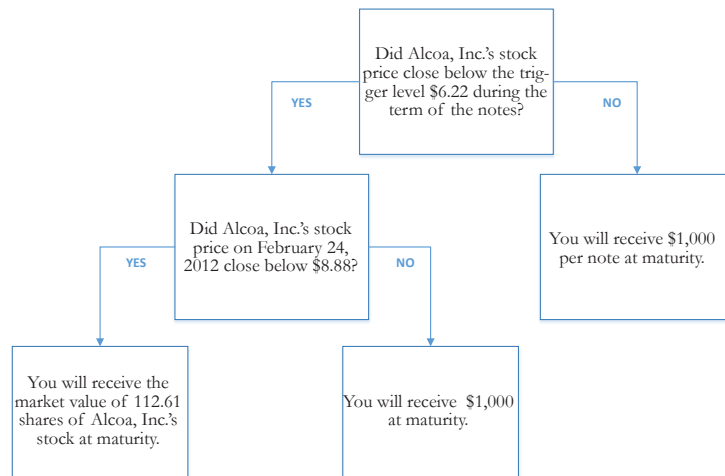 Did Alcoa, Inc.'s stock
price close below the trig-
ger level $6.22 during the
term of the notes?
YES
NO
Did Alcoa, Inc.'s stock
price on February 24,
2012 close below $8.88?
You will receive $1,000
per note at maturity.
YES
NO
You will receive the
market value of 112.61
shares of Alcoa, Inc.'s
stock at maturity.
You will receive $1,000
at maturity.